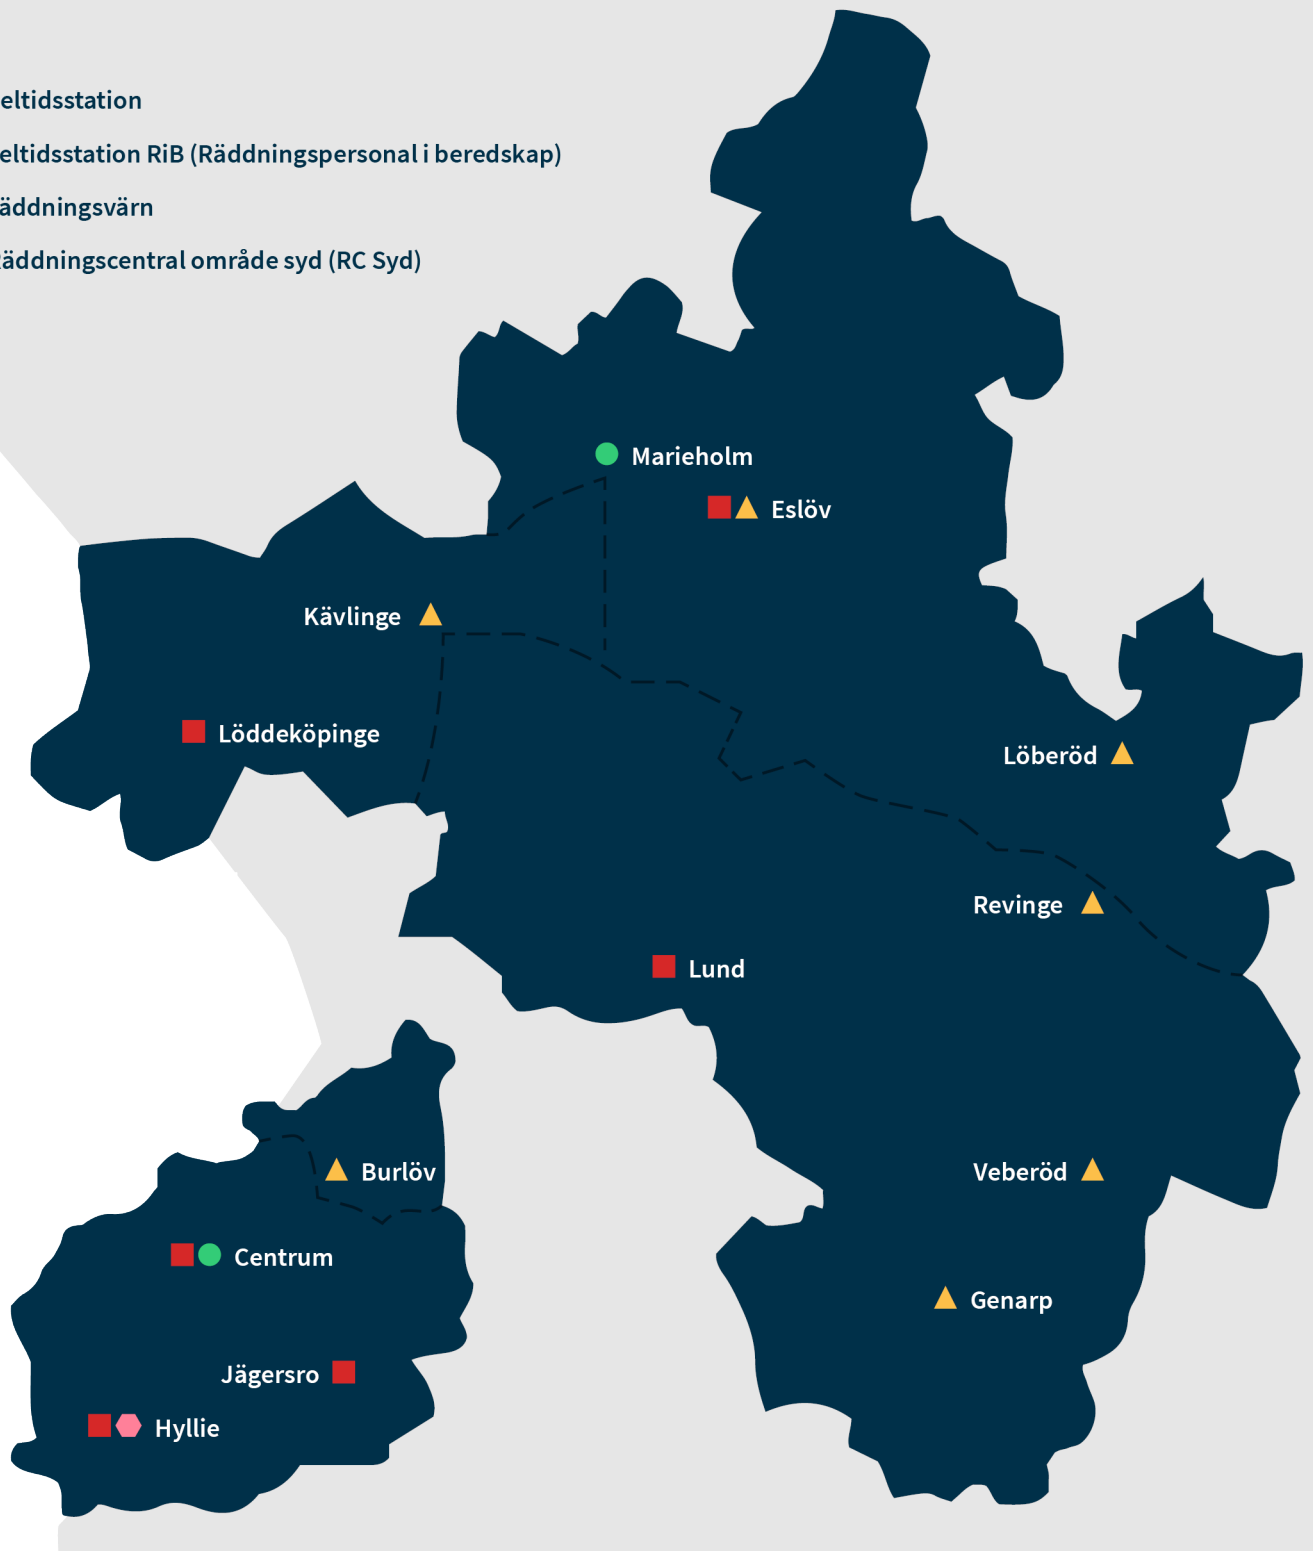 eltidsstation
eltidsstation RiB (Räddningspersonal i beredskap)
äddningsvärn
äddningscentral område syd (RC Syd)
Marieholm
Eslöv
Kävlinge
Löddeköpinge
Löberöd
Revinge
Lund
Burlöv
Veberöd
Centrum
Genarp
Jägersro
Hyllie